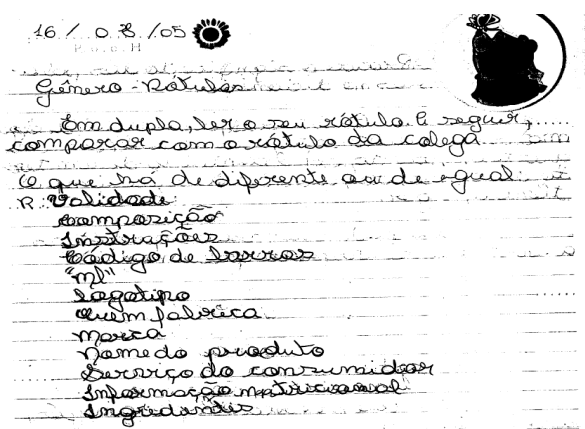 16 / 08 / 05
Gênero - Rótulos
Em dupla, ler o seu rótulo. E seguir,
comparar com o rótulo da colega
O que há de diferente ou de igual
R. Validade
Composição
Instruções
Código de barras
"Ml"
Logotipo
Quem fabrica
Marca
Nome do produto
Serviço do consumidor
Informação nutricional
Ingredientes